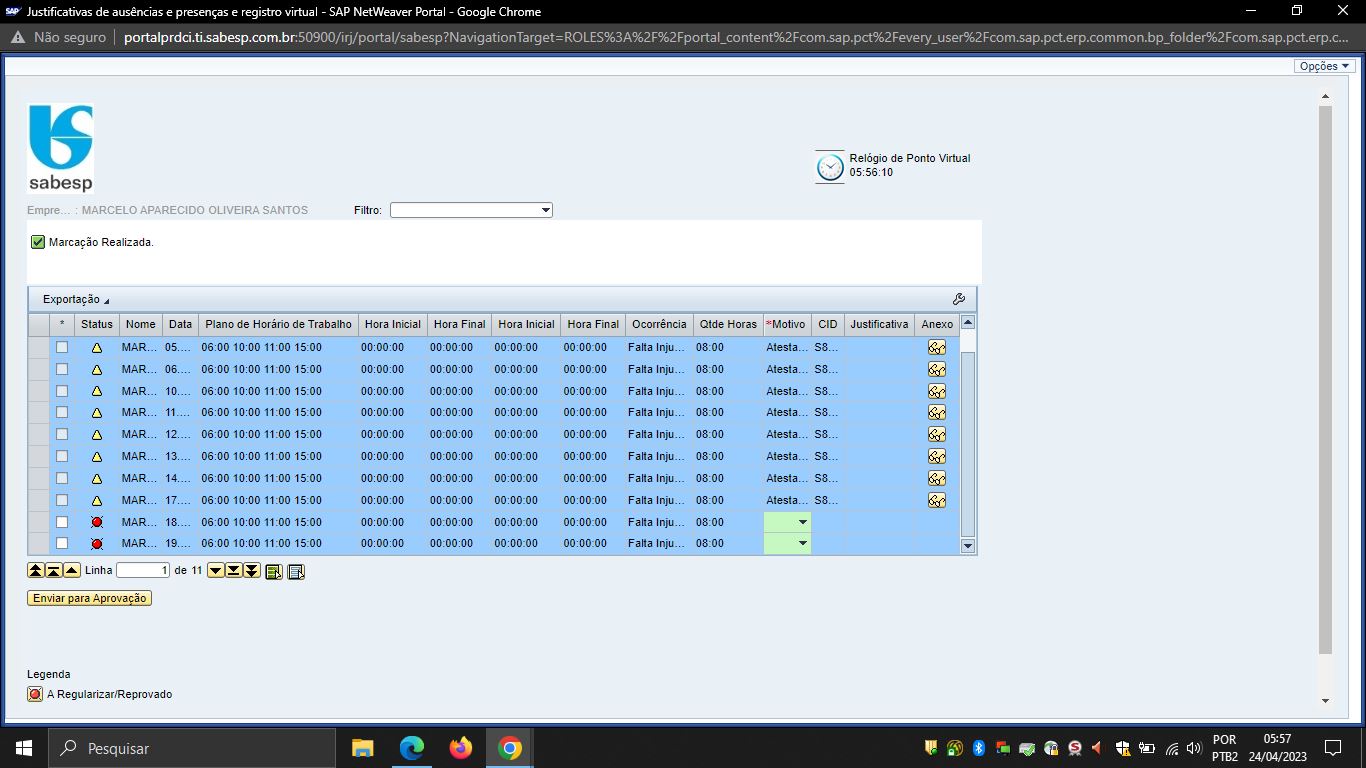 SAP Justificativas de ausências e presenças e registro virtual - SAP NetWeaver Portal - Google Chrome
Não seguro portalprdci.ti.sabesp.com.br:50900/irj/portal/sabesp?NavigationTarget=ROLES%3A%2F%2Fportal_content%2Fcom.sap.pct%2Fevery_user%2Fcom.sap.pct.erp.common.bp_folder%2Fcom.sap.pct.erp.c...
Opções
sabesp
Relógio de Ponto Virtual
05:56:10
Empre... : MARCELO APARECIDO OLIVEIRA SANTOS Filtro:
Marcação Realizada.
Exportação
* Status Nome Data Plano de Horário de Trabalho Hora Inicial Hora Final Hora Inicial Hora Final Ocorrência Qtde Horas *Motivo CID Justificativa Anexo
MAR... 05.... 06:00 10:00 11:00 15:00 00:00:00 00:00:00 00:00:00 00:00:00 Falta Inju... 08:00 Atesta... S8...
MAR... 06.... 06:00 10:00 11:00 15:00 00:00:00 00:00:00 00:00:00 00:00:00 Falta Inju... 08:00 Atesta... S8...
MAR... 10.... 06:00 10:00 11:00 15:00 00:00:00 00:00:00 00:00:00 00:00:00 Falta Inju... 08:00 Atesta... S8...
MAR... 11.... 06:00 10:00 11:00 15:00 00:00:00 00:00:00 00:00:00 00:00:00 Falta Inju... 08:00 Atesta... S8...
MAR... 12.... 06:00 10:00 11:00 15:00 00:00:00 00:00:00 00:00:00 00:00:00 Falta Inju... 08:00 Atesta... S8...
MAR... 13.... 06:00 10:00 11:00 15:00 00:00:00 00:00:00 00:00:00 00:00:00 Falta Inju... 08:00 Atesta... S8...
MAR... 14.... 06:00 10:00 11:00 15:00 00:00:00 00:00:00 00:00:00 00:00:00 Falta Inju... 08:00 Atesta... S8...
MAR... 17.... 06:00 10:00 11:00 15:00 00:00:00 00:00:00 00:00:00 00:00:00 Falta Inju... 08:00 Atesta... S8...
MAR... 18.... 06:00 10:00 11:00 15:00 00:00:00 00:00:00 00:00:00 00:00:00 Falta Inju... 08:00
MAR... 19.... 06:00 10:00 11:00 15:00 00:00:00 00:00:00 00:00:00 00:00:00 Falta Inju... 08:00
Linha 1 de 11
Enviar para Aprovação
Legenda
A Regularizar/Reprovado
Pesquisar
POR 05:57
PTB2 24/04/2023